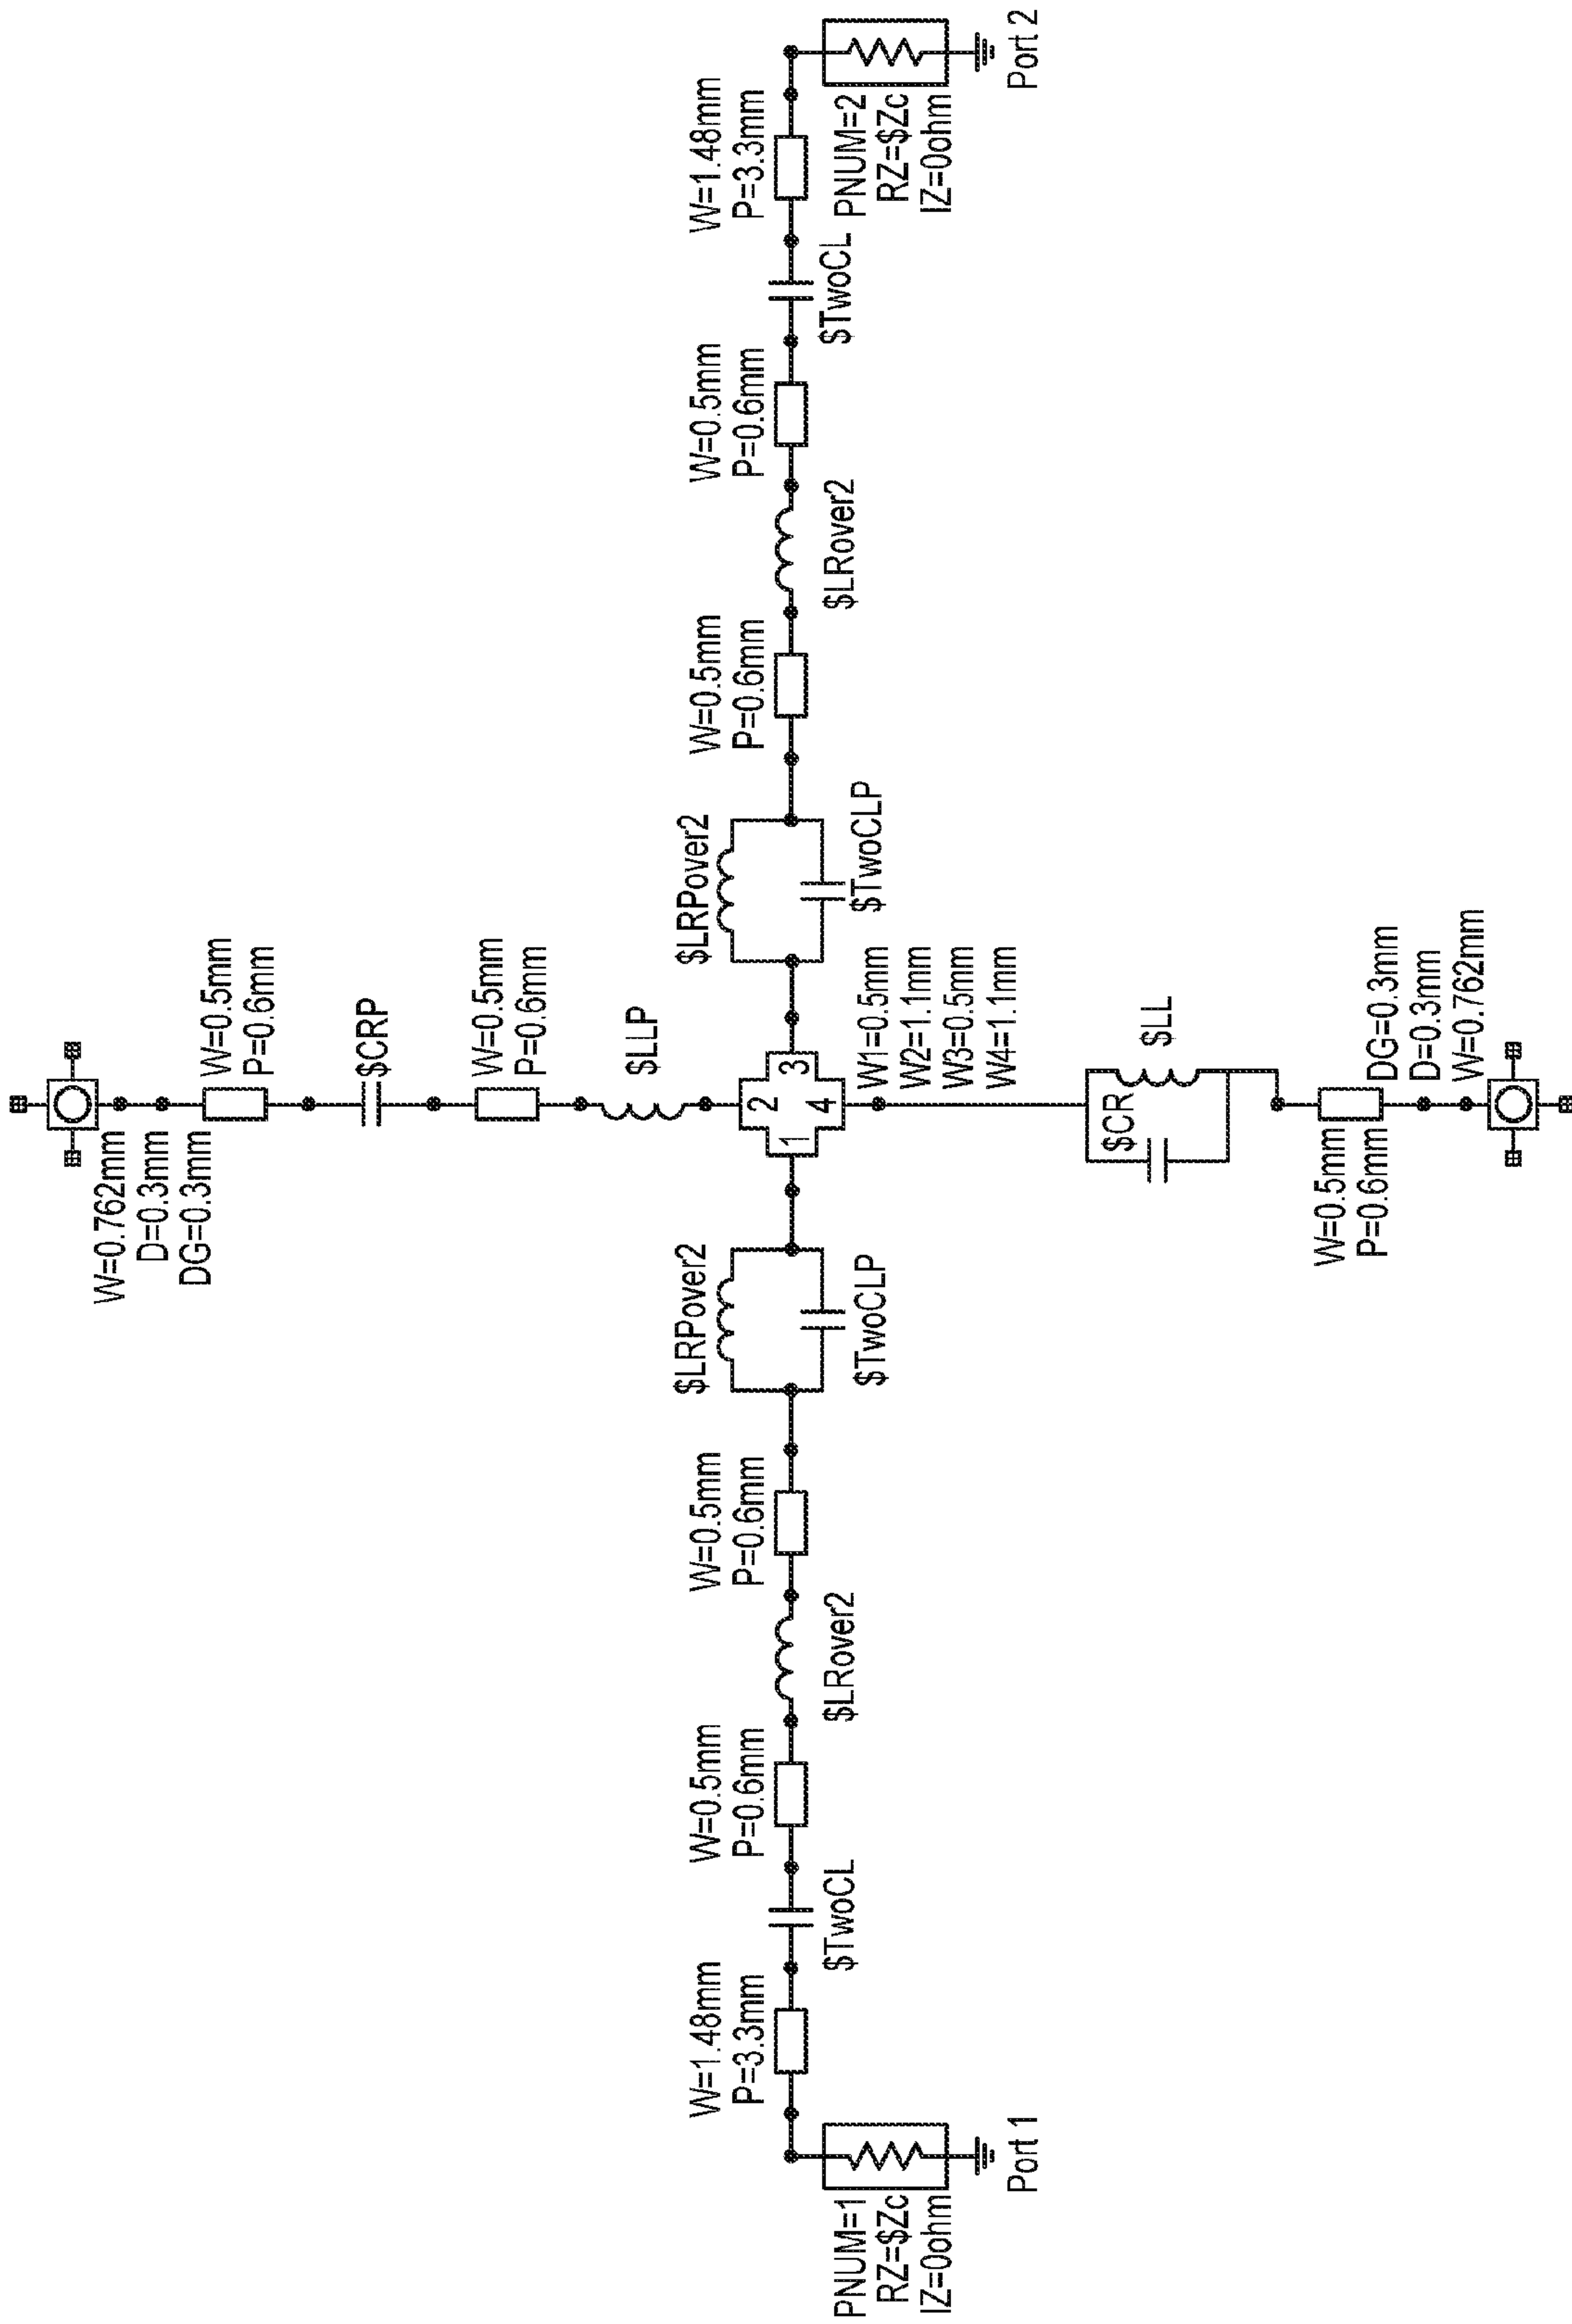 W=0.762mm
D=0.3mm
DG=0.3mm
W=0.5mm
P=0.6mm
$CRP
W=0.5mm
P=0.6mm
$LLP
PNUM=1
RZ=$Zc
IZ=0ohm
Port 1
W=1.48mm
P=3.3mm
$TwoCL
W=0.5mm
P=0.6mm
$LRover2
W=0.5mm
P=0.6mm
$LRPover2
$TwoCLP
1
2
3
4
W1=0.5mm
W2=1.1mm
W3=0.5mm
W4=1.1mm
$LRPover2
$TwoCLP
W=0.5mm
P=0.6mm
$LRover2
W=0.5mm
P=0.6mm
$TwoCL
W=1.48mm
P=3.3mm
PNUM=2
RZ=$Zc
IZ=0ohm
Port 2
$CR
$LL
W=0.5mm
P=0.6mm
DG=0.3mm
D=0.3mm
W=0.762mm